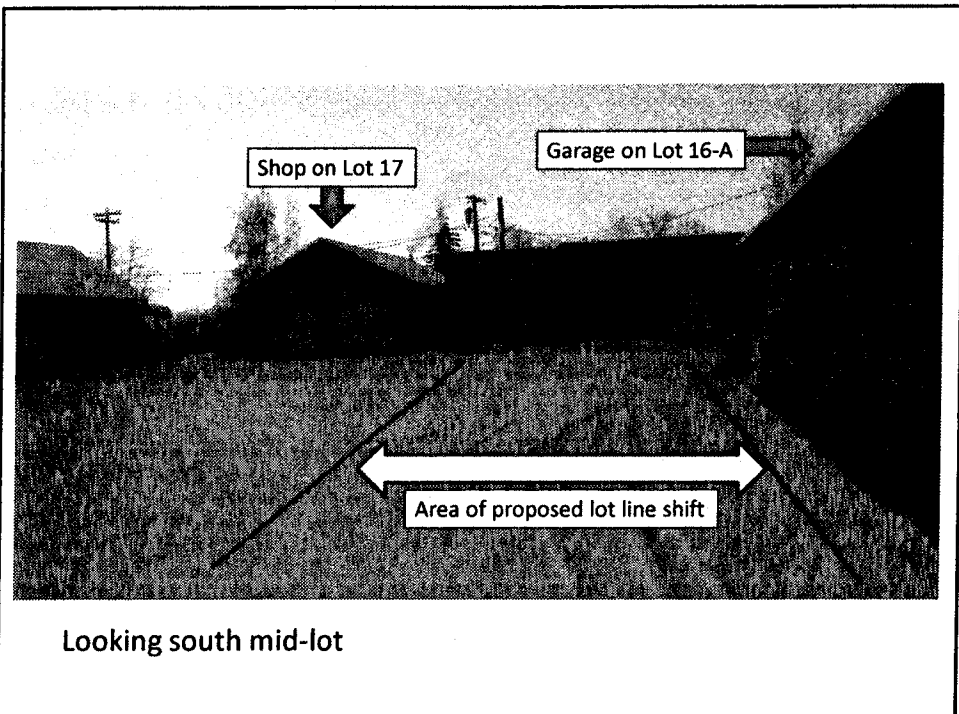 Shop on Lot 17
Garage on Lot 16-A
Area of proposed lot line shift
Looking south mid-lot